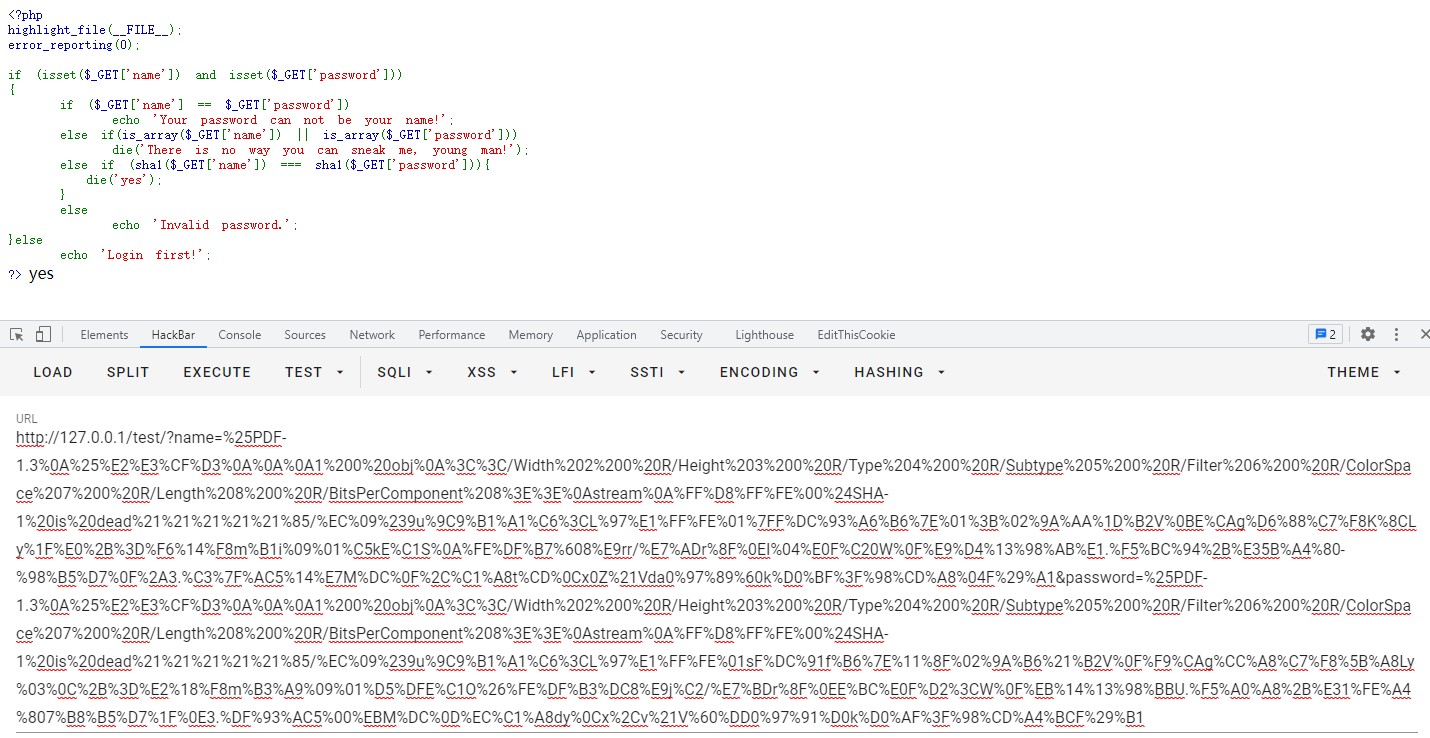 <?php
highlight_file(__FILE__);
error_reporting(0);
if (isset($_GET['name']) and isset($_GET['password']))
{
if ($_GET['name'] == $_GET['password'])
echo 'Your password can not be your name!';
else if(is_array($_GET['name']) || is_array($_GET['password']))
die('There is no way you can sneak me, young man!');
else if (sha1($_GET['name']) === sha1($_GET['password'])){
die('yes');
}
else
echo 'Invalid password.';
}else
echo 'Login first!';
?> yes
Elements HackBar Console Sources Network Performance Memory Application Security Lighthouse EditThisCookie 2
LOAD SPLIT EXECUTE TEST SQLI XSS LFI SSTI ENCODING HASHING THEME
URL
http://127.0.0.1/test/?name=%25PDF-
1.3%0A%25%E2%E3%CF%D3%0A%0A%0A1%200%20obj%0A%3C%3C/Width%202%200%20R/Height%203%200%20R/Type%204%200%20R/Subtype%205%200%20R/Filter%206%200%20R/ColorSpa
ce%207%200%20R/Length%208%200%20R/BitsPerComponent%208%3E%3E%0Astream%0A%FF%D8%FF%FE%00%24SHA-
1%20is%20dead%21%21%21%21%21%85/%EC%09%239u%9C9%B1%A1%C6%3CL%97%E1%FF%FE%01%7FF%DC%93%A6%B6%7E%01%3B%02%9A%AA%1D%B2V%0BE%CAg%D6%88%C7%F8K%8CL
y%1F%E0%2B%3D%F6%14%F8m%B1i%09%01%C5kE%C1S%0A%FE%DF%B7%608%E9rr/%E7%ADr%8F%0EI%04%E0F%C20W%0F%E9%D4%13%98%AB%E1.%F5%BC%94%2B%E35B%A4%80-
%98%B5%D7%0F%2A3.%C3%7F%AC5%14%E7M%DC%0F%2C%C1%A8t%CD%0Cx0Z%21Vda0%97%89%60k%D0%BF%3F%98%CD%A8%04F%29%A1&password=%25PDF-
1.3%0A%25%E2%E3%CF%D3%0A%0A%0A1%200%20obj%0A%3C%3C/Width%202%200%20R/Height%203%200%20R/Type%204%200%20R/Subtype%205%200%20R/Filter%206%200%20R/ColorSpa
ce%207%200%20R/Length%208%200%20R/BitsPerComponent%208%3E%3E%0Astream%0A%FF%D8%FF%FE%00%24SHA-
1%20is%20dead%21%21%21%21%21%85/%EC%09%239u%9C9%B1%A1%C6%3CL%97%E1%FF%FE%01sF%DC%91f%B6%7E%11%8F%02%9A%B6%21%B2V%0F%F9%CAg%CC%A8%C7%F8%5B%A8Ly
%03%0C%2B%3D%E2%18%F8m%B3%A9%09%01%D5%DFE%C1O%26%FE%DF%B3%DC8%E9j%C2/%E7%BDr%8F%0EE%BC%E0F%D2%3CW%0F%EB%14%13%98%BBU.%F5%A0%A8%2B%E31%FE%A4
%807%B8%B5%D7%1F%0E3.%DF%93%AC5%00%EBM%DC%0D%EC%C1%A8dy%0Cx%2Cv%21V%60%DD0%97%91%D0k%D0%AF%3F%98%CD%A4%BCF%29%B1